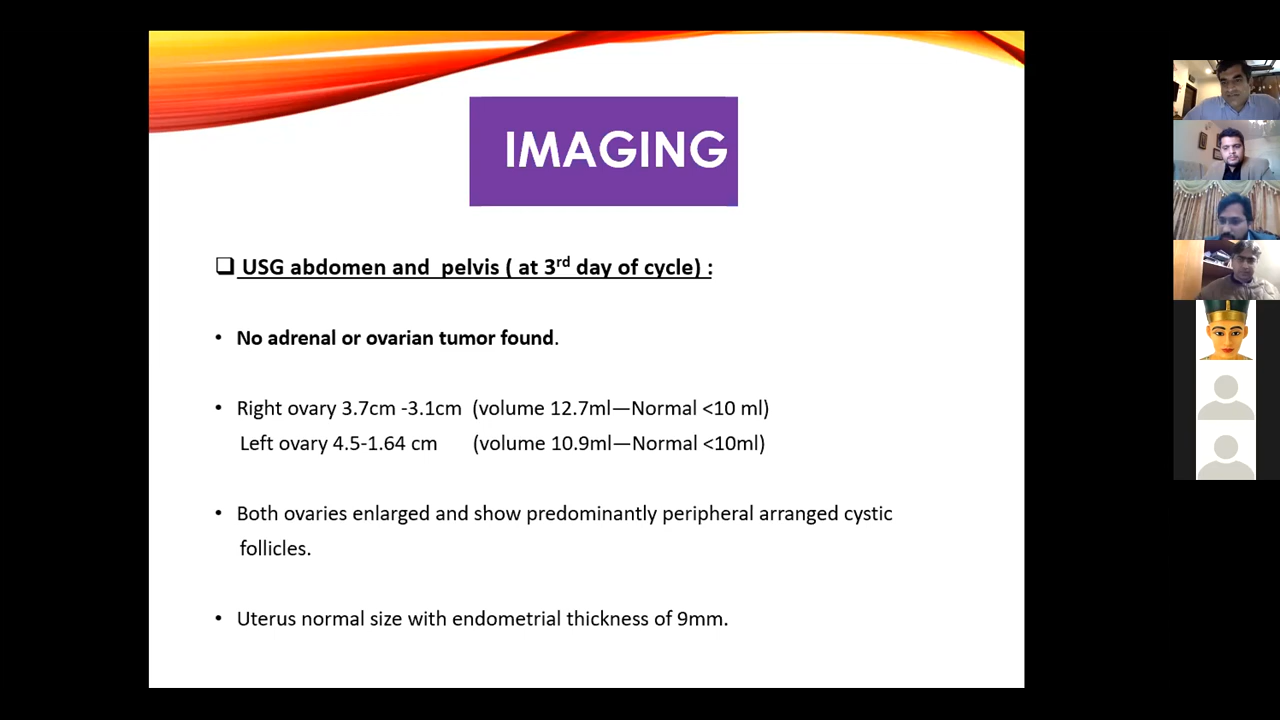 IMAGING
❑ USG abdomen and pelvis ( at 3rd day of cycle) :
• No adrenal or ovarian tumor found.
• Right ovary 3.7cm -3.1cm (volume 12.7ml—Normal <10 ml)
Left ovary 4.5-1.64 cm (volume 10.9ml—Normal <10ml)
• Both ovaries enlarged and show predominantly peripheral arranged cystic
follicles.
• Uterus normal size with endometrial thickness of 9mm.